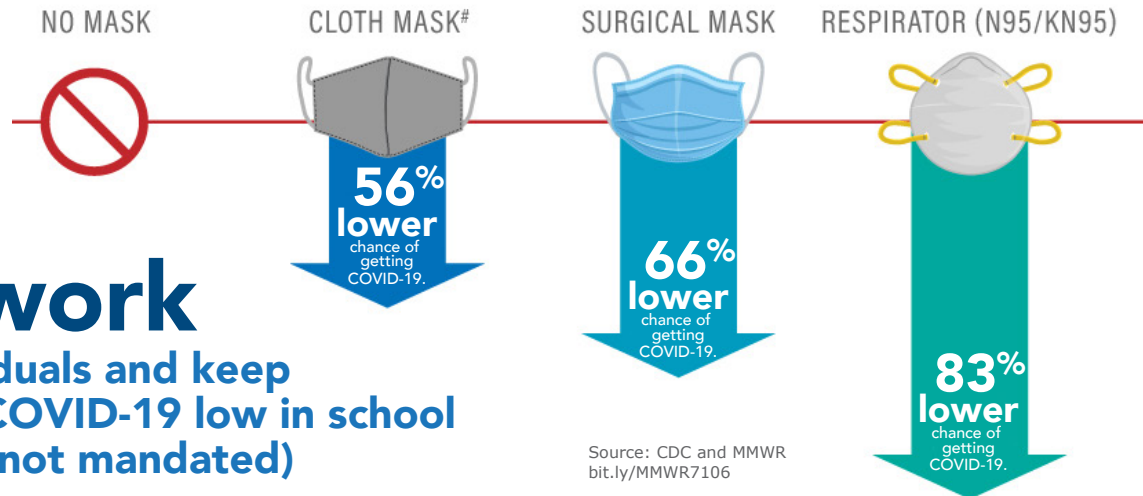 NO MASK
CLOTH MASK#
SURGICAL MASK
RESPIRATOR (N95/KN95)
56%
lower
chance of
getting
COVID-19.
66%
lower
chance of
getting
COVID-19.
83%
lower
chance of
getting
COVID-19.
work
duals and keep
COVID-19 low in school
not mandated)
Source: CDC and MMWR
bit.ly/MMWR7106